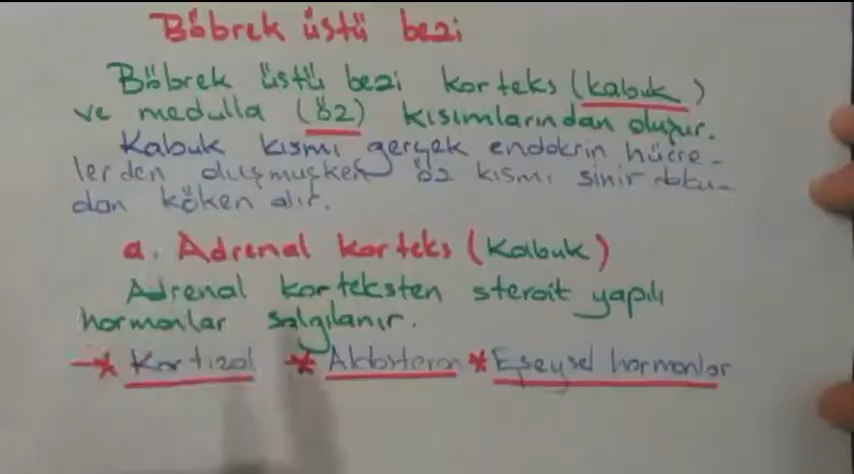 Böbrek üstü bezi
Böbrek üstü bezi korteks (kabuk)
ve medulla (öz) kısımlarından oluşur.
Kabuk kısmı gerçek endokrin hücre-
lerden oluşmuşken öz kısmı sinir doku-
dan köken alır.
a. Adrenal korteks (Kabuk)
Adrenal korteksten steroit yapılı
hormonlar salgılanır.
→* Kortizol * Aldosteron * Eşeysel hormonlar